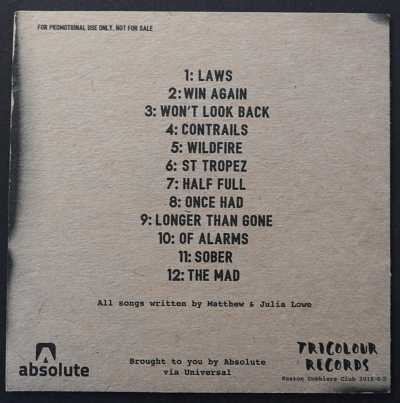 FOR PROMOTIONAL USE ONLY, NOT FOR SALE
1: LAWS
2: WIN AGAIN
3: WON'T LOOK BACK
4: CONTRAILS
5: WILDFIRE
6: ST TROPEZ
7: HALF FULL
8: ONCE HAD
9: LONGER THAN GONE
10: OF ALARMS
11: SOBER
12: THE MAD
All songs written by Matthew & Julia Lowe
absolute
Brought to you by Absolute
via Universal
TRICOLOUR
RECORDS
Club